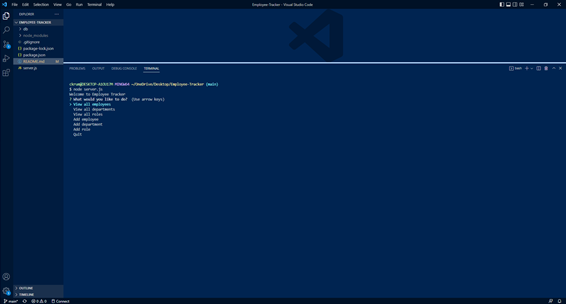 File Edit Selection View Go Run Terminal Help
Employee-Tracker - Visual Studio Code
EXPLORER
EMPLOYEE-TRACKER
db
node_modules
.gitignore
package-lock.json
package.json
README.md M
server.js
PROBLEMS OUTPUT DEBUG CONSOLE TERMINAL
bash
MINGW64 ~/OneDrive/Desktop/Employee-Tracker (main)
$ node server.js
Welcome to Employee Tracker
? What would you like to do? (Use arrow keys)
> View all employees
View all departments
View all roles
Add employee
Add department
Add role
Quit
OUTLINE
TIMELINE
main* 0 0 Connect